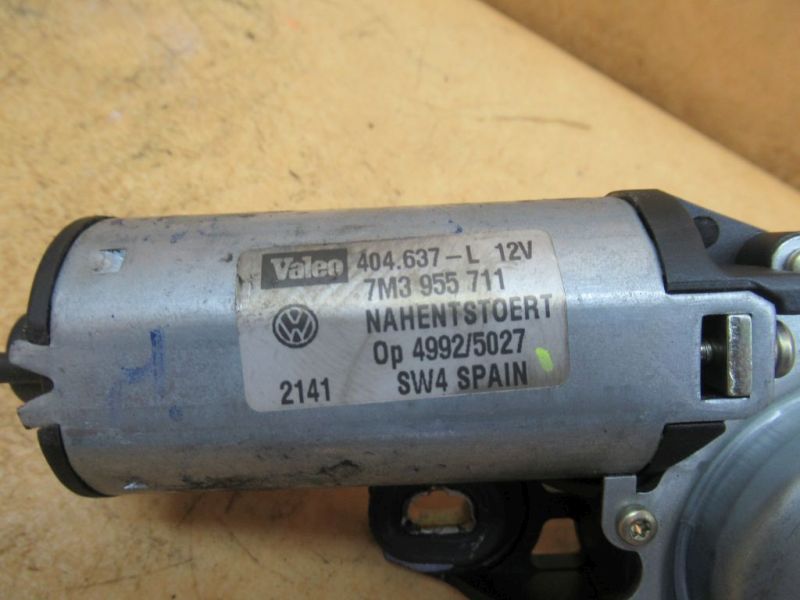 Valeo 404.637-L 12V
7M3 955 711
NAHENTSTOERT
Op 4992/5027
2141 SW4 SPAIN